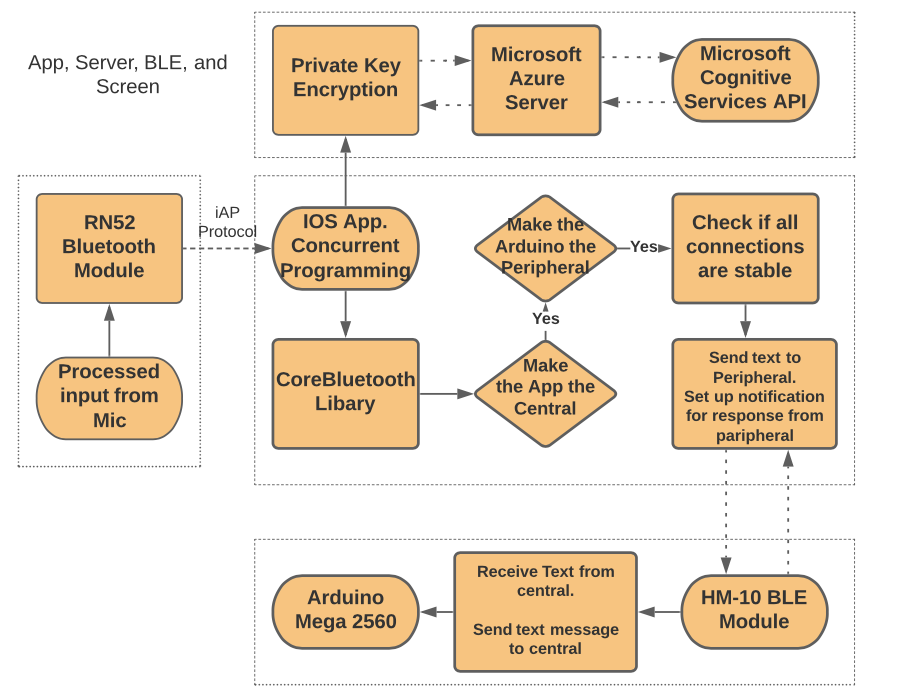 App, Server, BLE, and
Screen
Private Key
Encryption
Microsoft
Azure
Server
Microsoft
Cognitive
Services API
RN52
Bluetooth
Module
iAP
Protocol
Processed
input from
Mic
IOS App.
Concurrent
Programming
CoreBluetooth
Libary
Make the
Arduino the
Peripheral
Yes
Yes
Make
the App the
Central
Check if all
connections
are stable
Send text to
Peripheral.
Set up notification
for response from
paripheral
Arduino
Mega 2560
Receive Text from
central.
Send text message
to central
HM-10 BLE
Module